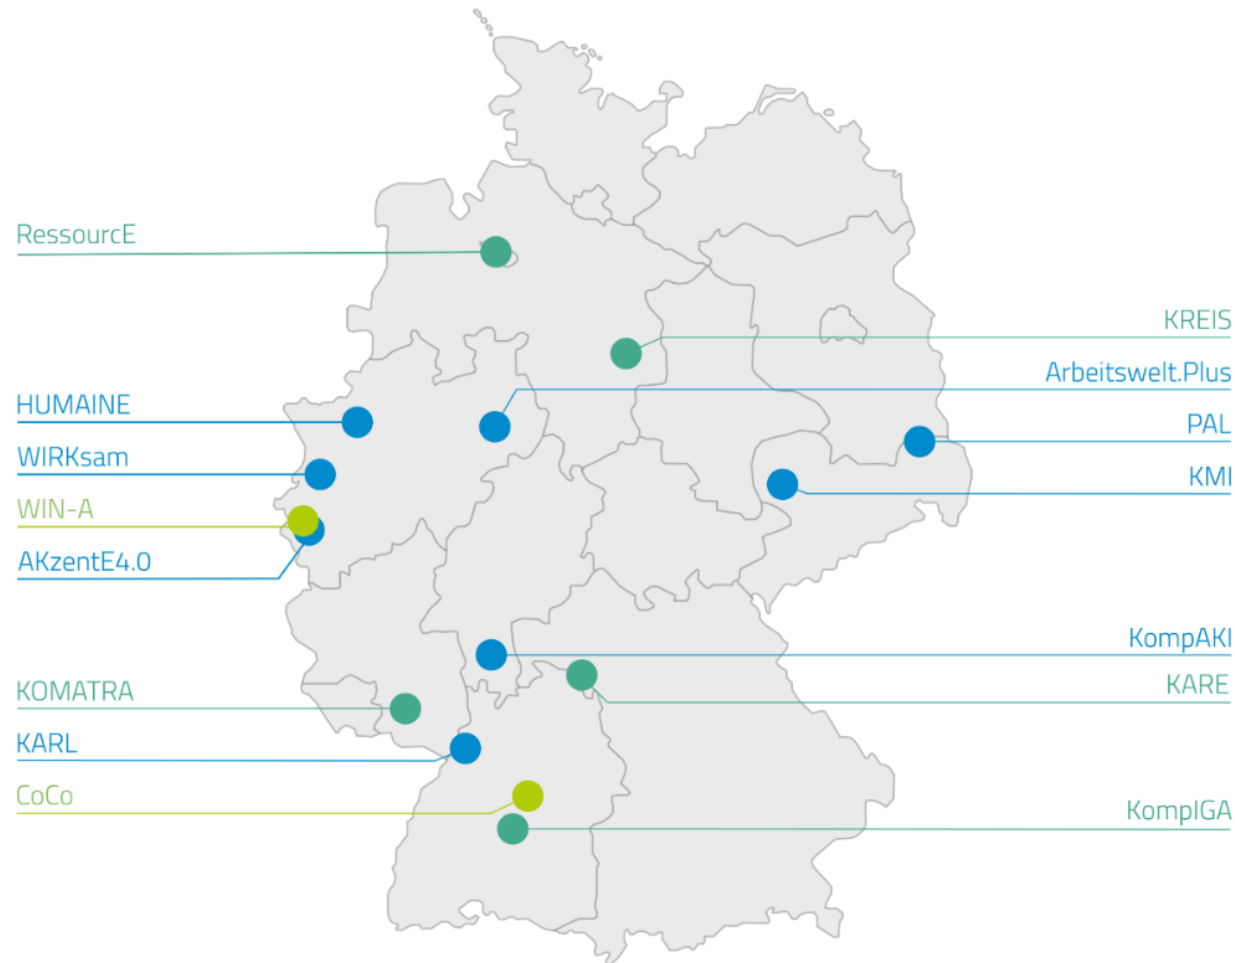 RessourcE
KREIS
Arbeitswelt.Plus
HUMAINE
PAL
WIRKsam
KMI
WIN-A
AKzentE4.0
KompAKI
KARE
KOMATRA
KARL
CoCo
KompIGA